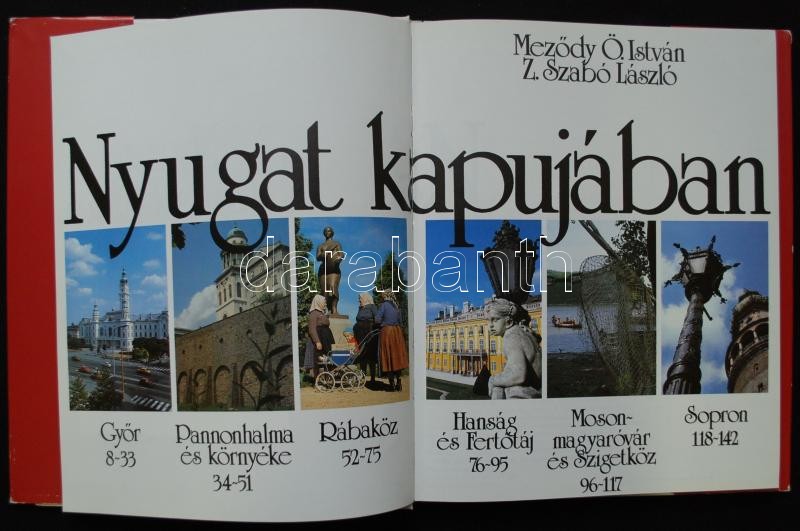 Meződy Ö. István
Z. Szabó László
Nyugat kapujában
darabanth
Győr
8-33
Pannonhalma
és környéke
34-51
Rábaköz
52-75
Hanság
és Fertőtáj
76-95
Moson-
magyaróvár
és Szigetköz
96-117
Sopron
118-142